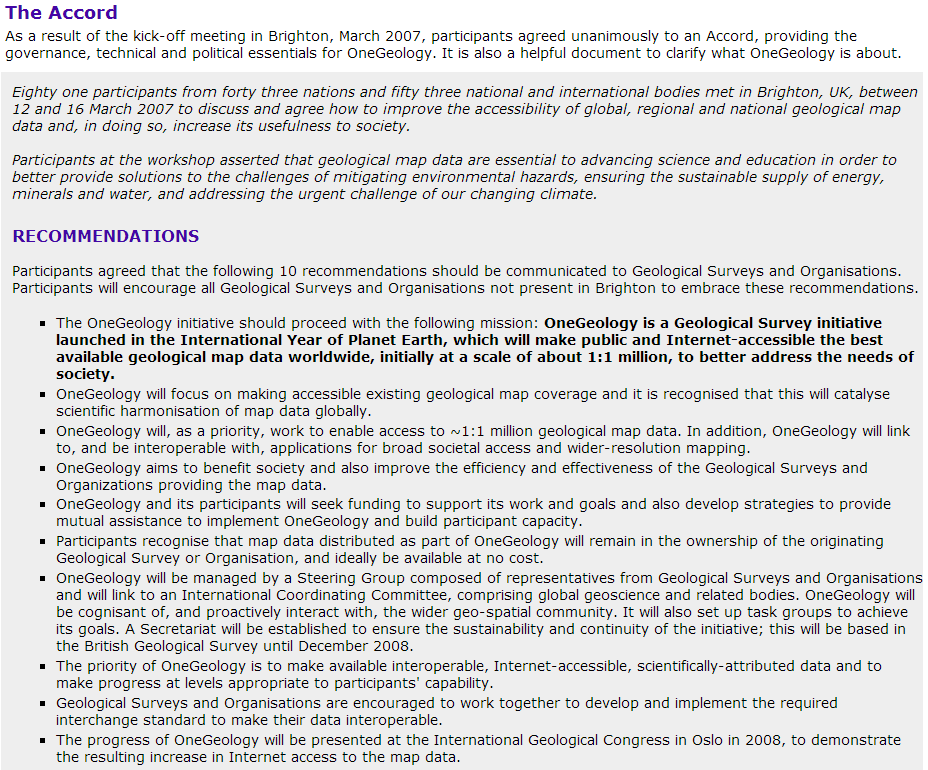 The Accord
As a result of the kick-off meeting in Brighton, March 2007, participants agreed unanimously to an Accord, providing the
governance, technical and political essentials for OneGeology. It is also a helpful document to clarify what OneGeology is about.
Eighty one participants from forty three nations and fifty three national and international bodies met in Brighton, UK, between
12 and 16 March 2007 to discuss and agree how to improve the accessibility of global, regional and national geological map
data and, in doing so, increase its usefulness to society.
Participants at the workshop asserted that geological map data are essential to advancing science and education in order to
better provide solutions to the challenges of mitigating environmental hazards, ensuring the sustainable supply of energy,
minerals and water, and addressing the urgent challenge of our changing climate.
RECOMMENDATIONS
Participants agreed that the following 10 recommendations should be communicated to Geological Surveys and Organisations.
Participants will encourage all Geological Surveys and Organisations not present in Brighton to embrace these recommendations.
▪ The OneGeology initiative should proceed with the following mission: OneGeology is a Geological Survey initiative
launched in the International Year of Planet Earth, which will make public and Internet-accessible the best
available geological map data worldwide, initially at a scale of about 1:1 million, to better address the needs of
society.
▪ OneGeology will focus on making accessible existing geological map coverage and it is recognised that this will catalyse
scientific harmonisation of map data globally.
▪ OneGeology will, as a priority, work to enable access to ~1:1 million geological map data. In addition, OneGeology will link
to, and be interoperable with, applications for broad societal access and wider-resolution mapping.
▪ OneGeology aims to benefit society and also improve the efficiency and effectiveness of the Geological Surveys and
Organizations providing the map data.
▪ OneGeology and its participants will seek funding to support its work and goals and also develop strategies to provide
mutual assistance to implement OneGeology and build participant capacity.
▪ Participants recognise that map data distributed as part of OneGeology will remain in the ownership of the originating
Geological Survey or Organisation, and ideally be available at no cost.
▪ OneGeology will be managed by a Steering Group composed of representatives from Geological Surveys and Organisations
and will link to an International Coordinating Committee, comprising global geoscience and related bodies. OneGeology will
be cognisant of, and proactively interact with, the wider geo-spatial community. It will also set up task groups to achieve
its goals. A Secretariat will be established to ensure the sustainability and continuity of the initiative; this will be based in
the British Geological Survey until December 2008.
▪ The priority of OneGeology is to make available interoperable, Internet-accessible, scientifically-attributed data and to
make progress at levels appropriate to participants' capability.
▪ Geological Surveys and Organisations are encouraged to work together to develop and implement the required
interchange standard to make their data interoperable.
▪ The progress of OneGeology will be presented at the International Geological Congress in Oslo in 2008, to demonstrate
the resulting increase in Internet access to the map data.